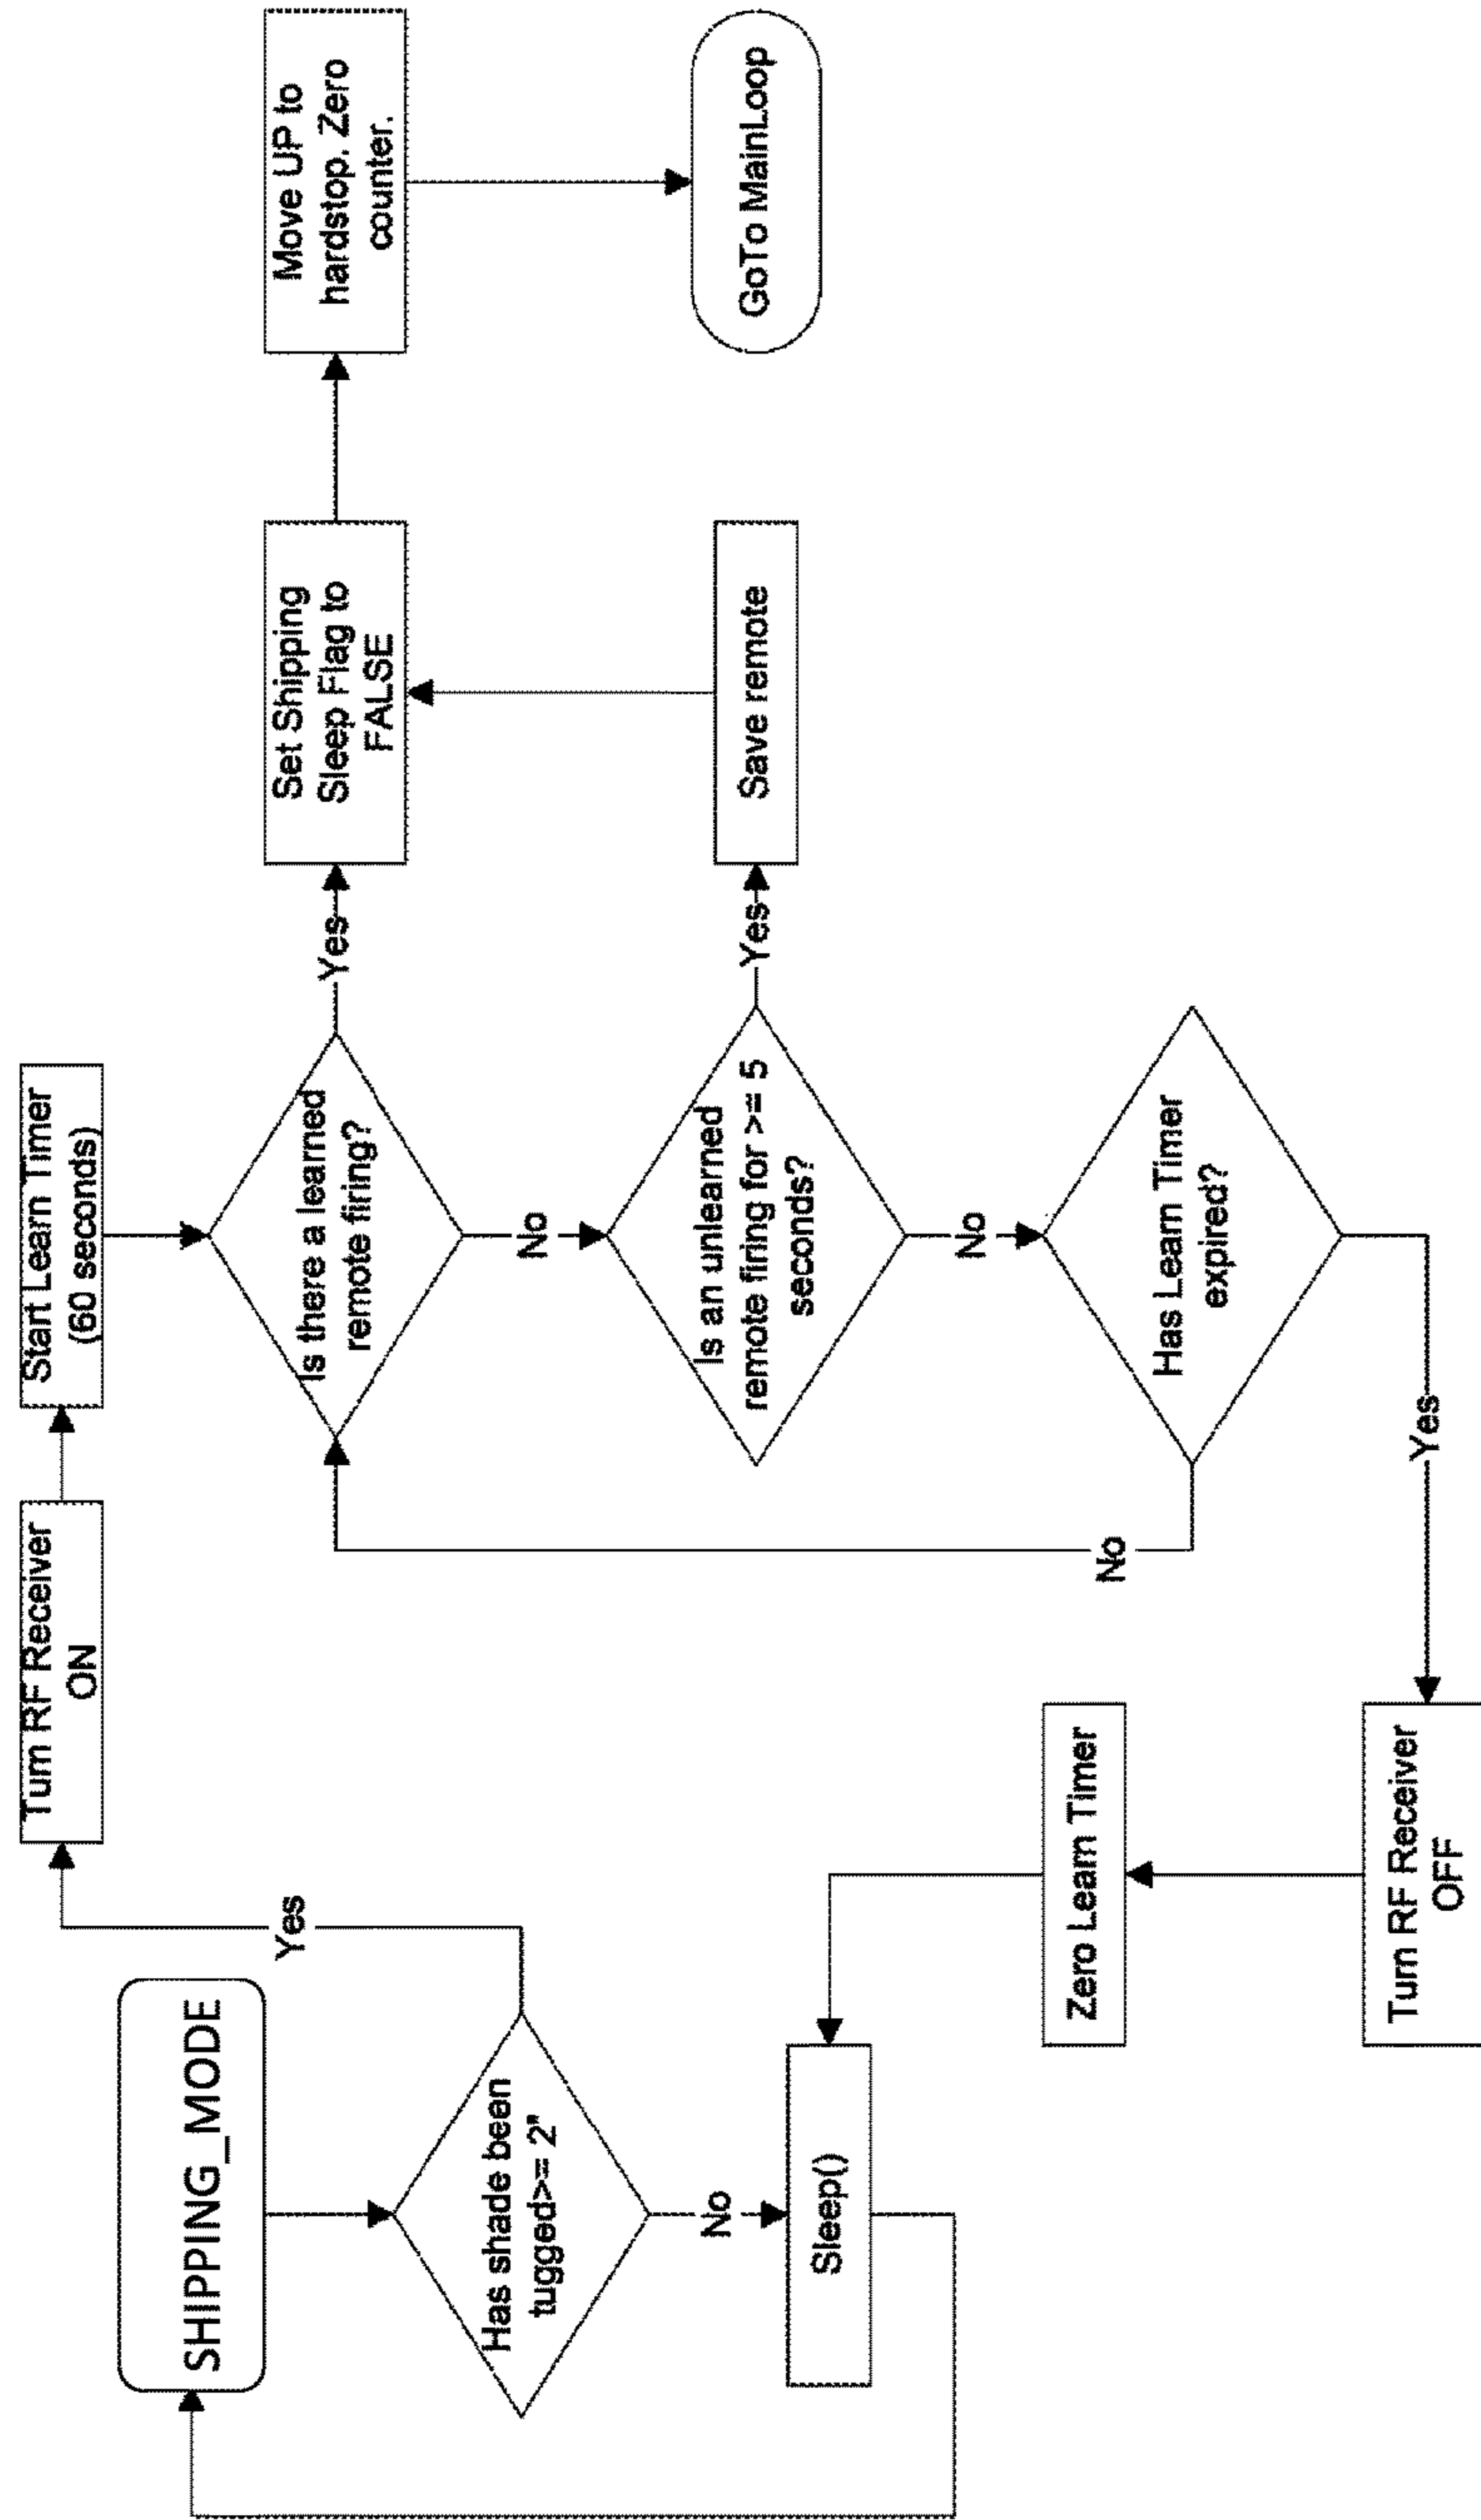 SHIPPING_MODE
Has shade been
tugged>= 2"
No
Sleep()
Yes
Turn RF Receiver
ON
Start Learn Timer
(60 seconds)
Is there a learned
remote firing?
Yes
Set Shipping
Sleep Flag to
FALSE
Move UP to
hardstop. Zero
counter.
GoTo MainLoop
No
Is an unlearned
remote firing for >= 5
seconds?
Yes
Save remote
No
Has Learn Timer
expired?
No
Yes
Turn RF Receiver
OFF
Zero Learn Timer